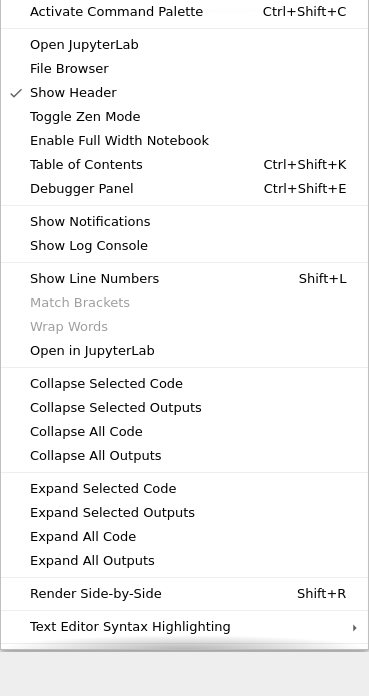 Activate Command Palette Ctrl+Shift+C
Open JupyterLab
File Browser
Show Header
Toggle Zen Mode
Enable Full Width Notebook
Table of Contents Ctrl+Shift+K
Debugger Panel Ctrl+Shift+E
Show Notifications
Show Log Console
Show Line Numbers Shift+L
Match Brackets
Wrap Words
Open in JupyterLab
Collapse Selected Code
Collapse Selected Outputs
Collapse All Code
Collapse All Outputs
Expand Selected Code
Expand Selected Outputs
Expand All Code
Expand All Outputs
Render Side-by-Side Shift+R
Text Editor Syntax Highlighting